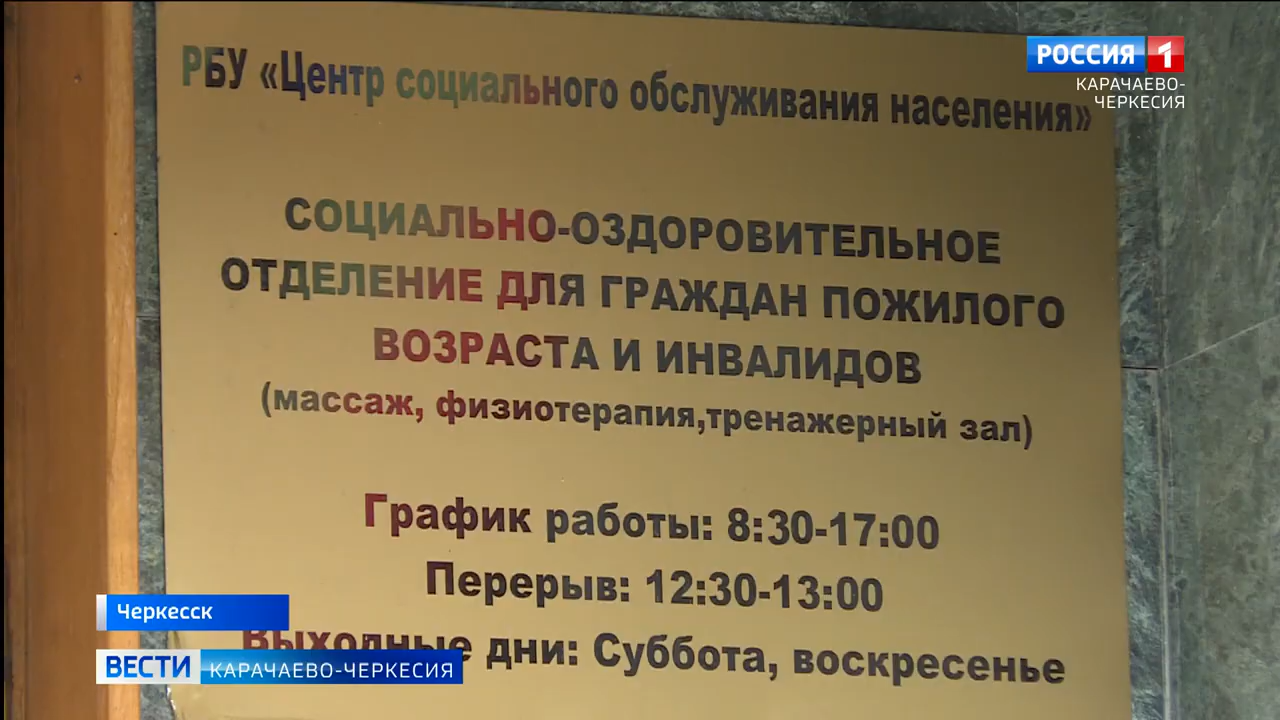 РБУ «Центр социального обслуживания населения»
СОЦИАЛЬНО-ОЗДОРОВИТЕЛЬНОЕ
ОТДЕЛЕНИЕ ДЛЯ ГРАЖДАН ПОЖИЛОГО
ВОЗРАСТА И ИНВАЛИДОВ
(массаж, физиотерапия,тренажерный зал)
График работы: 8:30-17:00
Перерыв: 12:30-13:00
Выходные дни: Суббота, воскресенье
РОССИЯ 1
КАРАЧАЕВО-
ЧЕРКЕСИЯ
Черкесск
ВЕСТИ КАРАЧАЕВО-ЧЕРКЕСИЯ